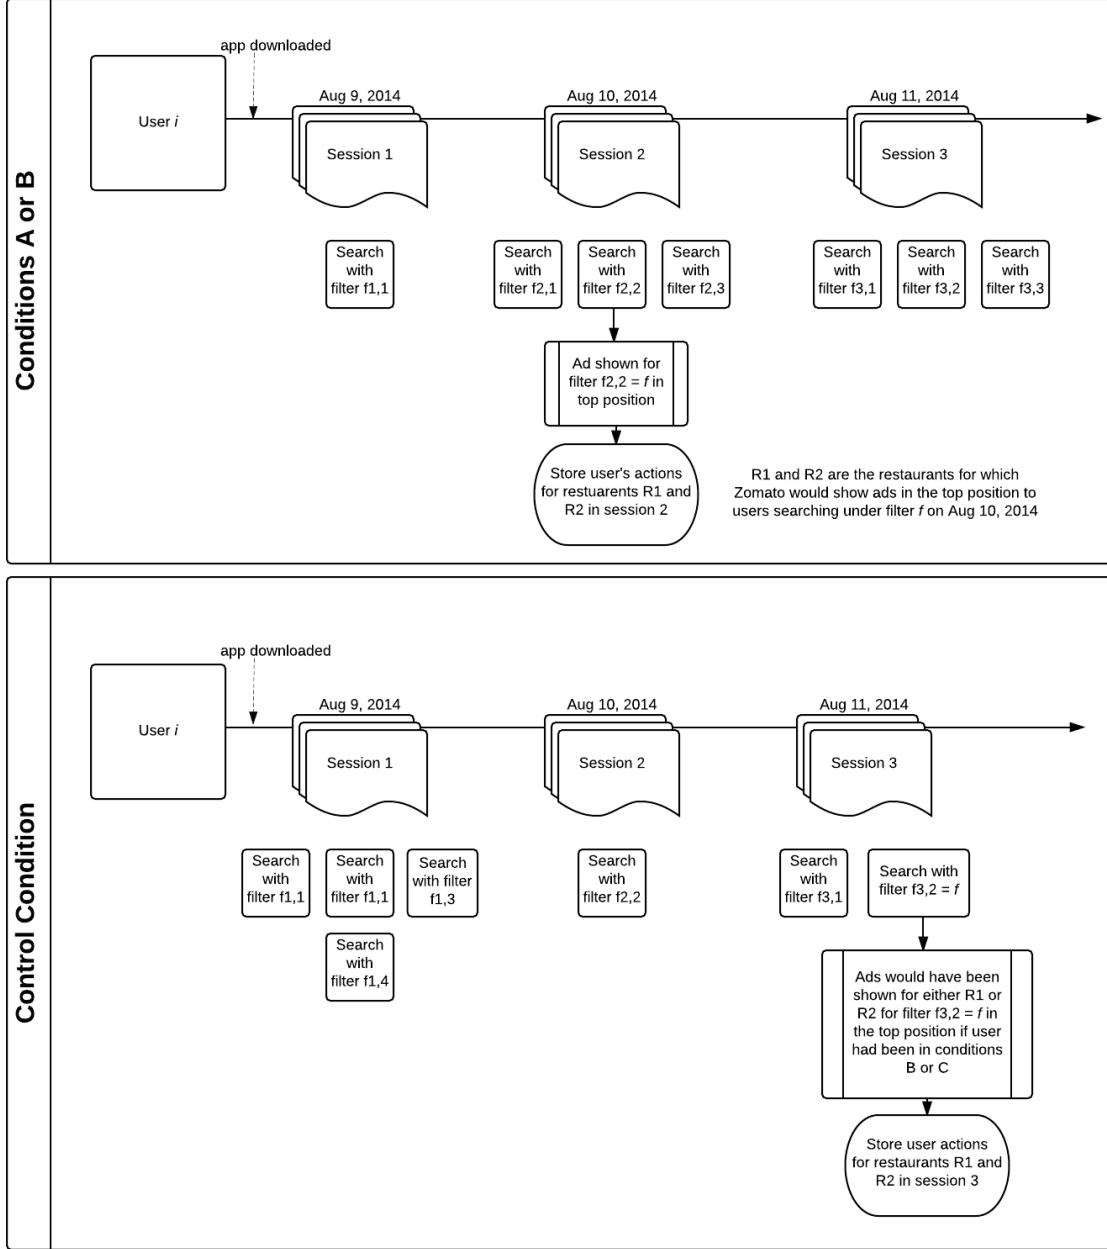 Conditions A or B
app downloaded
User i
Aug 9, 2014
Session 1
Aug 10, 2014
Session 2
Aug 11, 2014
Session 3
Search
with
filter f1,1
Search
with
filter f2,1
Search
with
filter f2,2
Search
with
filter f2,3
Search
with
filter f3,1
Search
with
filter f3,2
Search
with
filter f3,3
Ad shown for
filter f2,2 = f in
top position
Store user's actions
for restuarents R1 and
R2 in session 2
R1 and R2 are the restaurants for which
Zomato would show ads in the top position to
users searching under filter f on Aug 10, 2014
Control Condition
app downloaded
User i
Aug 9, 2014
Session 1
Aug 10, 2014
Session 2
Aug 11, 2014
Session 3
Search
with
filter f1,1
Search
with
filter f1,1
Search
with filter
f1,3
Search
with
filter f1,4
Search
with
filter f2,2
Search
with
filter f3,1
Search with
filter f3,2 = f
Ads would have been
shown for either R1 or
R2 for filter f3,2 = f in
the top position if user
had been in conditions
B or C
Store user actions
for restaurants R1 and
R2 in session 3